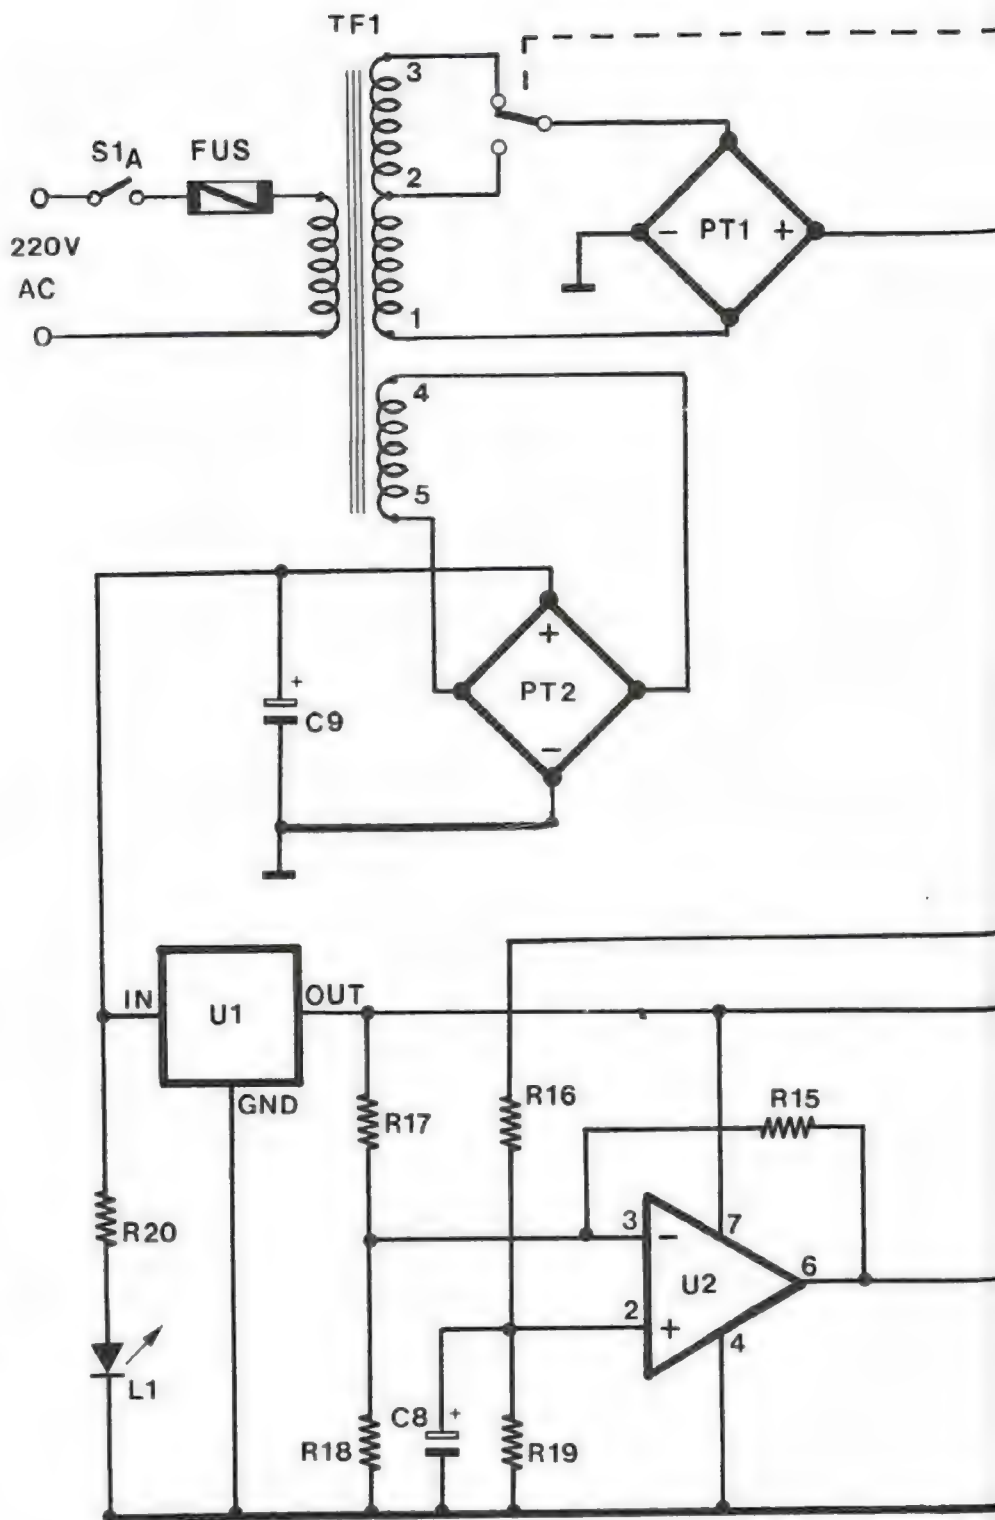 TF1
3
S1A
FUS
2
220V
AC
- PT1 +
1
4
5
+
PT2
-
+
C9
IN
U1
OUT
GND
R17
R16
R15
R20
3
-
7
U2
6
2
+
4
L1
C8
+
R18
R19